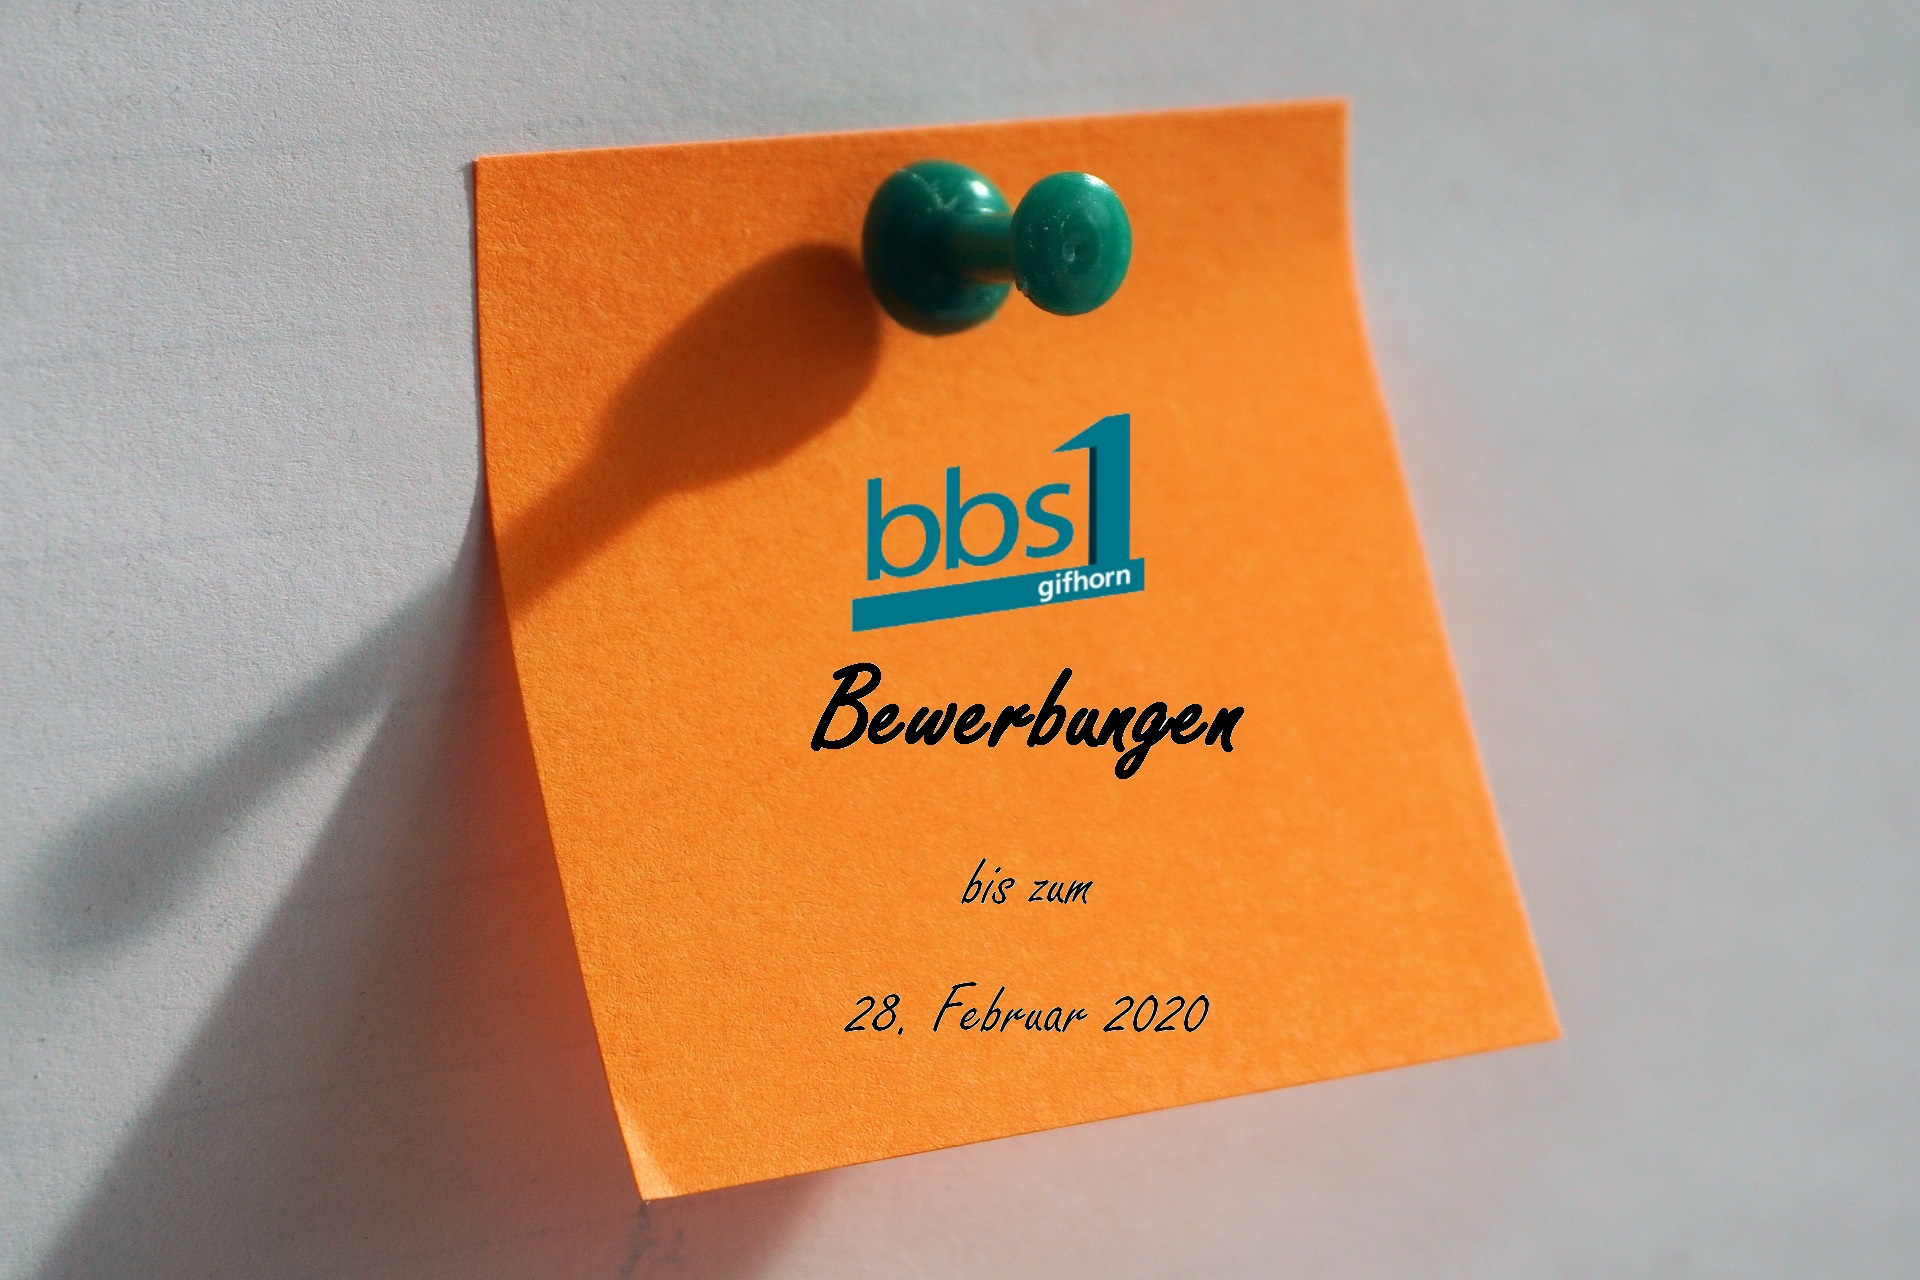 bbs1
gifhorn
Bewerbungen
bis zum
28. Februar 2020